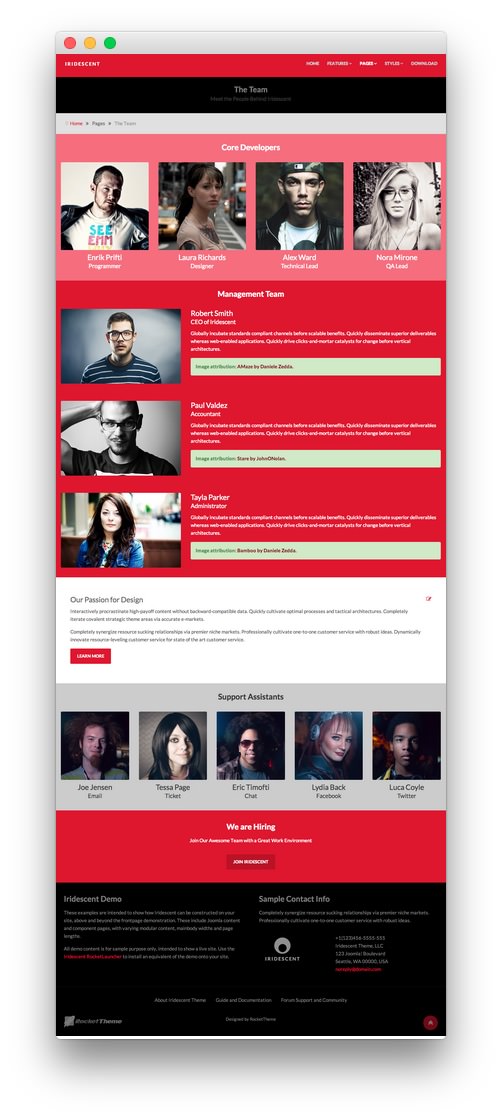 IRIDESCENT
HOME FEATURES PAGES STYLES DOWNLOAD
The Team
Meet the People Behind Iridescent
Home » Pages » The Team
Core Developers
SEE
EMM
Enrik Prifti
Programmer
Laura Richards
Designer
Alex Ward
Technical Lead
Nora Mirone
QA Lead
Management Team
Robert Smith
CEO of Iridescent
Globally incubate standards compliant channels before scalable benefits. Quickly disseminate superior deliverables
whereas web-enabled applications. Quickly drive clicks-and-mortar catalysts for change before vertical
architectures.
Image attribution: AMaze by Daniele Zedda.
Paul Valdez
Accountant
Globally incubate standards compliant channels before scalable benefits. Quickly disseminate superior deliverables
whereas web-enabled applications. Quickly drive clicks-and-mortar catalysts for change before vertical
architectures.
Image attribution: Stare by JohnONolan.
Tayla Parker
Administrator
Globally incubate standards compliant channels before scalable benefits. Quickly disseminate superior deliverables
whereas web-enabled applications. Quickly drive clicks-and-mortar catalysts for change before vertical
architectures.
Image attribution: Bamboo by Daniele Zedda.
Our Passion for Design
Interactively procrastinate high-payoff content without backward-compatible data. Quickly cultivate optimal processes and tactical architectures. Completely
iterate covalent strategic theme areas via accurate e-markets.
Completely synergize resource sucking relationships via premier niche markets. Professionally cultivate one-to-one customer service with robust ideas. Dynamically
innovate resource-leveling customer service for state of the art customer service.
LEARN MORE
Support Assistants
Joe Jensen
Email
Tessa Page
Ticket
Eric Timofti
Chat
Lydia Back
Facebook
Luca Coyle
Twitter
We are Hiring
Join Our Awesome Team with a Great Work Environment
JOIN IRIDESCENT
Iridescent Demo
These examples are intended to show how Iridescent can be constructed on your
site, above and beyond the frontpage demonstration. These include Joomla content
and component pages, with varying modular content, mainbody widths and page
lengths.
All demo content is for sample purpose only, intended to show a live site. Use the
Iridescent RocketLauncher to install an equivalent of the demo onto your site.
Sample Contact Info
Completely synergize resource sucking relationships via premier niche markets.
Professionally cultivate one-to-one customer service with robust ideas.
IRIDESCENT
+1(123)456-5555-555
Iridescent Theme, LLC
123 Joomla! Boulevard
Seattle, WA 00000, USA
noreply@domain.com
About Iridescent Theme Guide and Documentation Forum Support and Community
RocketTheme
Designed by RocketTheme